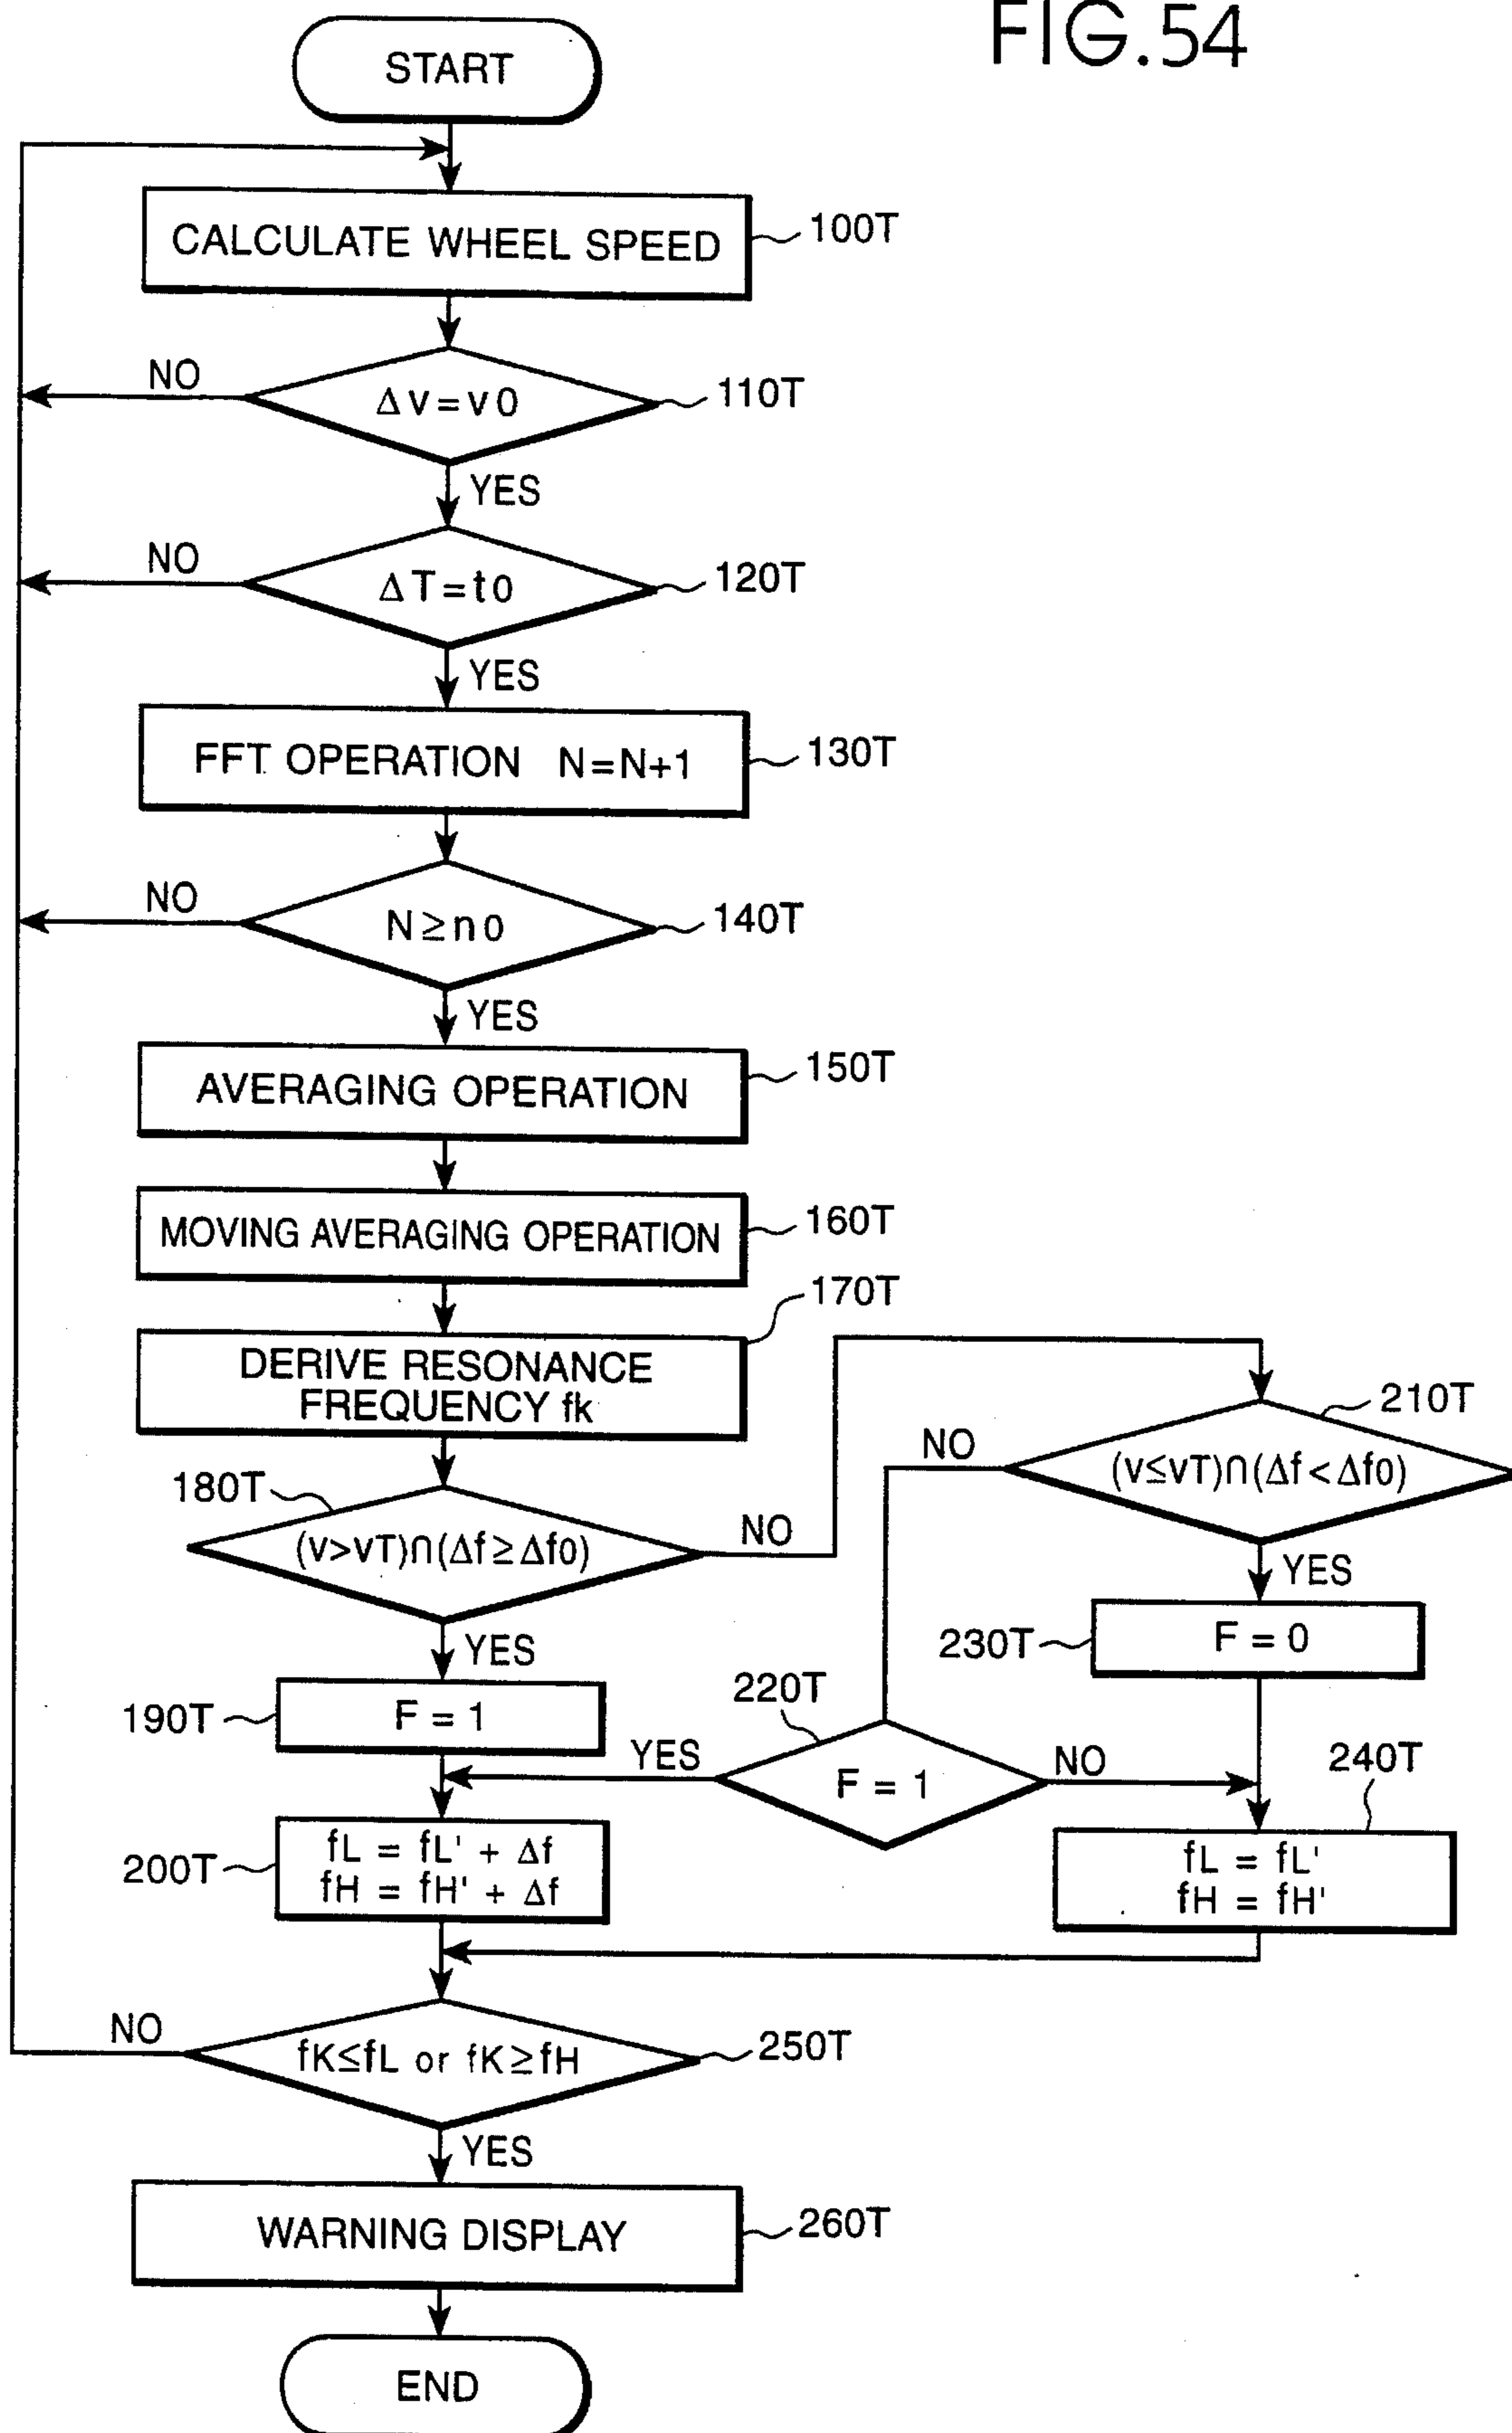 FIG.54
START
CALCULATE WHEEL SPEED
100T
NO
Δv=v0
110T
YES
NO
ΔT=t0
120T
YES
FFT OPERATION N=N+1
130T
NO
N≥n0
140T
YES
AVERAGING OPERATION
150T
MOVING AVERAGING OPERATION
160T
170T
DERIVE RESONANCE
FREQUENCY fk
210T
NO
(v≤vT)∩(Δf<Δf0)
180T
(v>vT)∩(Δf≥Δf0)
NO
YES
230T
F = 0
YES
190T
F = 1
220T
YES
F = 1
NO
240T
200T
fL = fL' + Δf
fH = fH' + Δf
fL = fL'
fH = fH'
NO
fK≤fL or fK≥fH
250T
YES
WARNING DISPLAY
260T
END